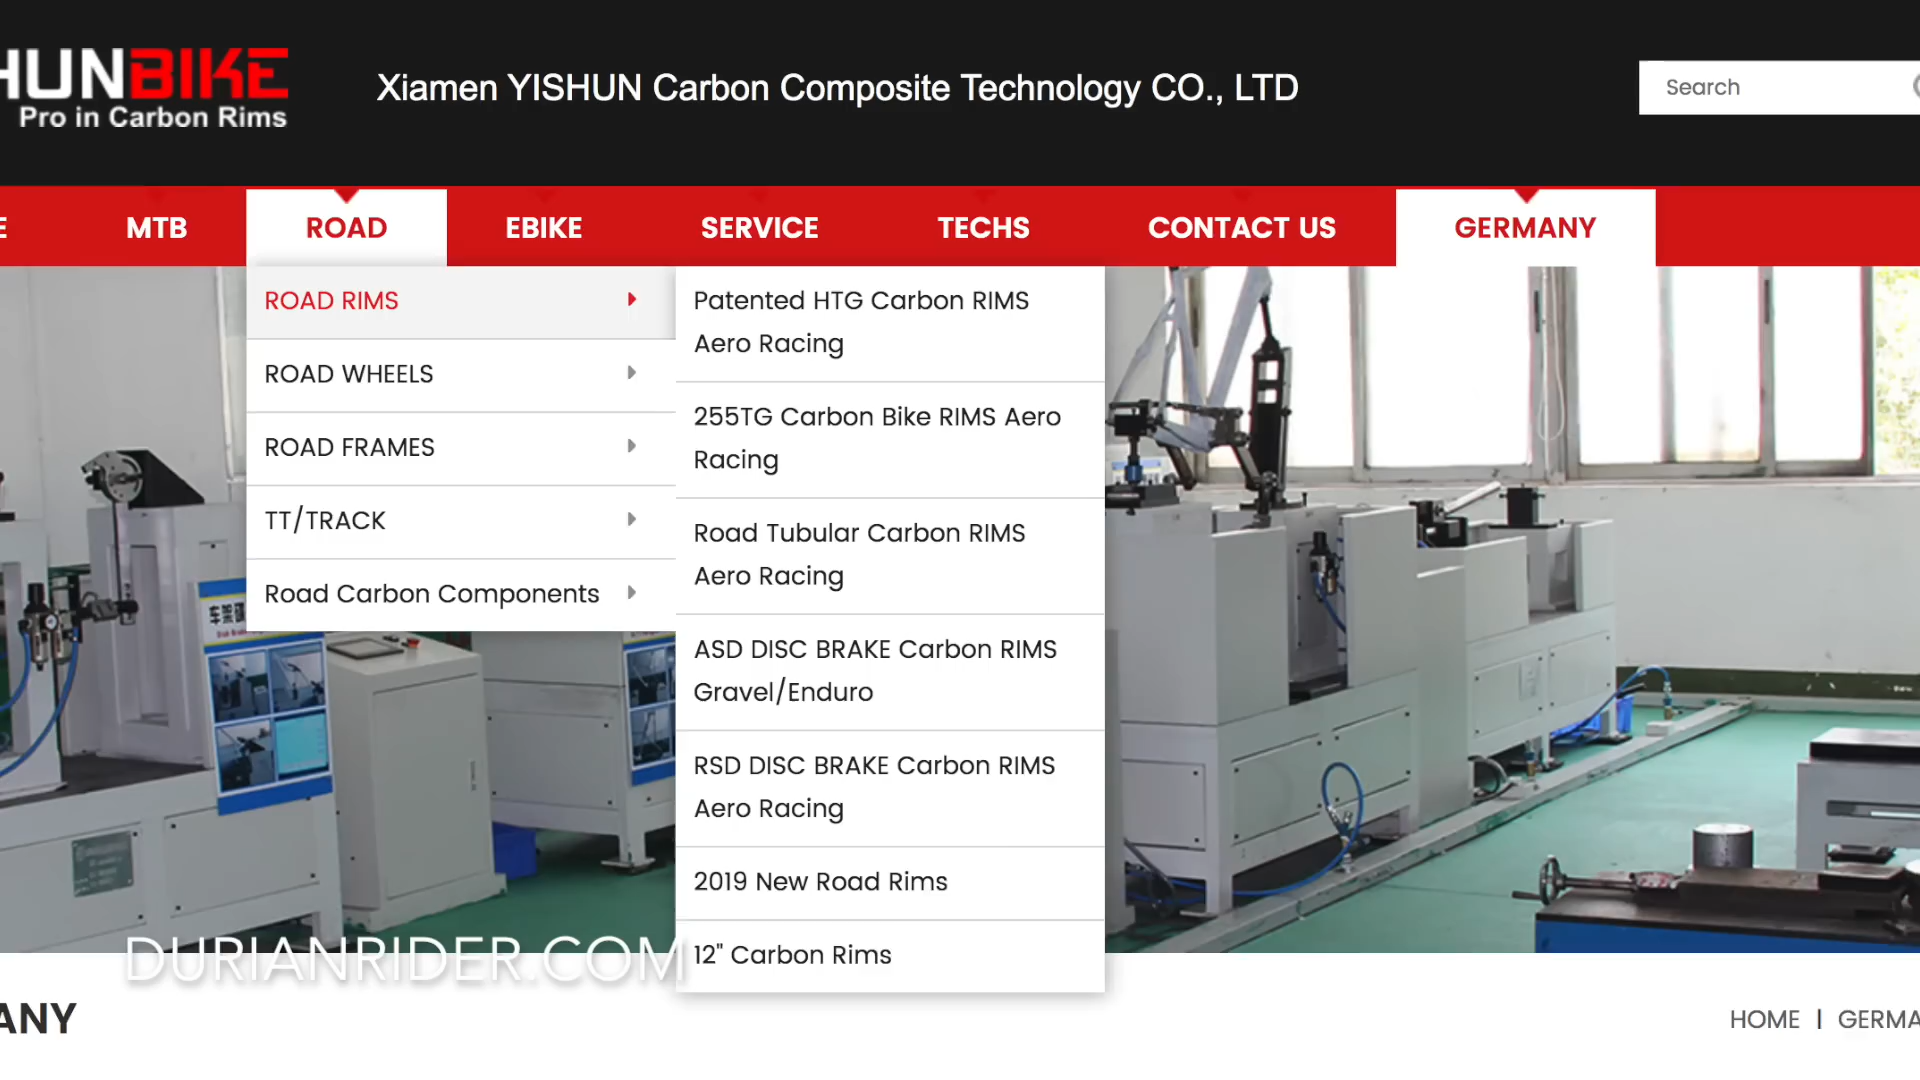 HUNBIKE
Pro in Carbon Rims
Xiamen YISHUN Carbon Composite Technology CO., LTD
Search
E
MTB
ROAD
EBIKE
SERVICE
TECHS
CONTACT US
GERMANY
ROAD RIMS
ROAD WHEELS
ROAD FRAMES
TT/TRACK
Road Carbon Components
Patented HTG Carbon RIMS
Aero Racing
255TG Carbon Bike RIMS Aero
Racing
Road Tubular Carbon RIMS
Aero Racing
ASD DISC BRAKE Carbon RIMS
Gravel/Enduro
RSD DISC BRAKE Carbon RIMS
Aero Racing
2019 New Road Rims
12" Carbon Rims
DURIANRIDER.COM
ANY
HOME | GERMA